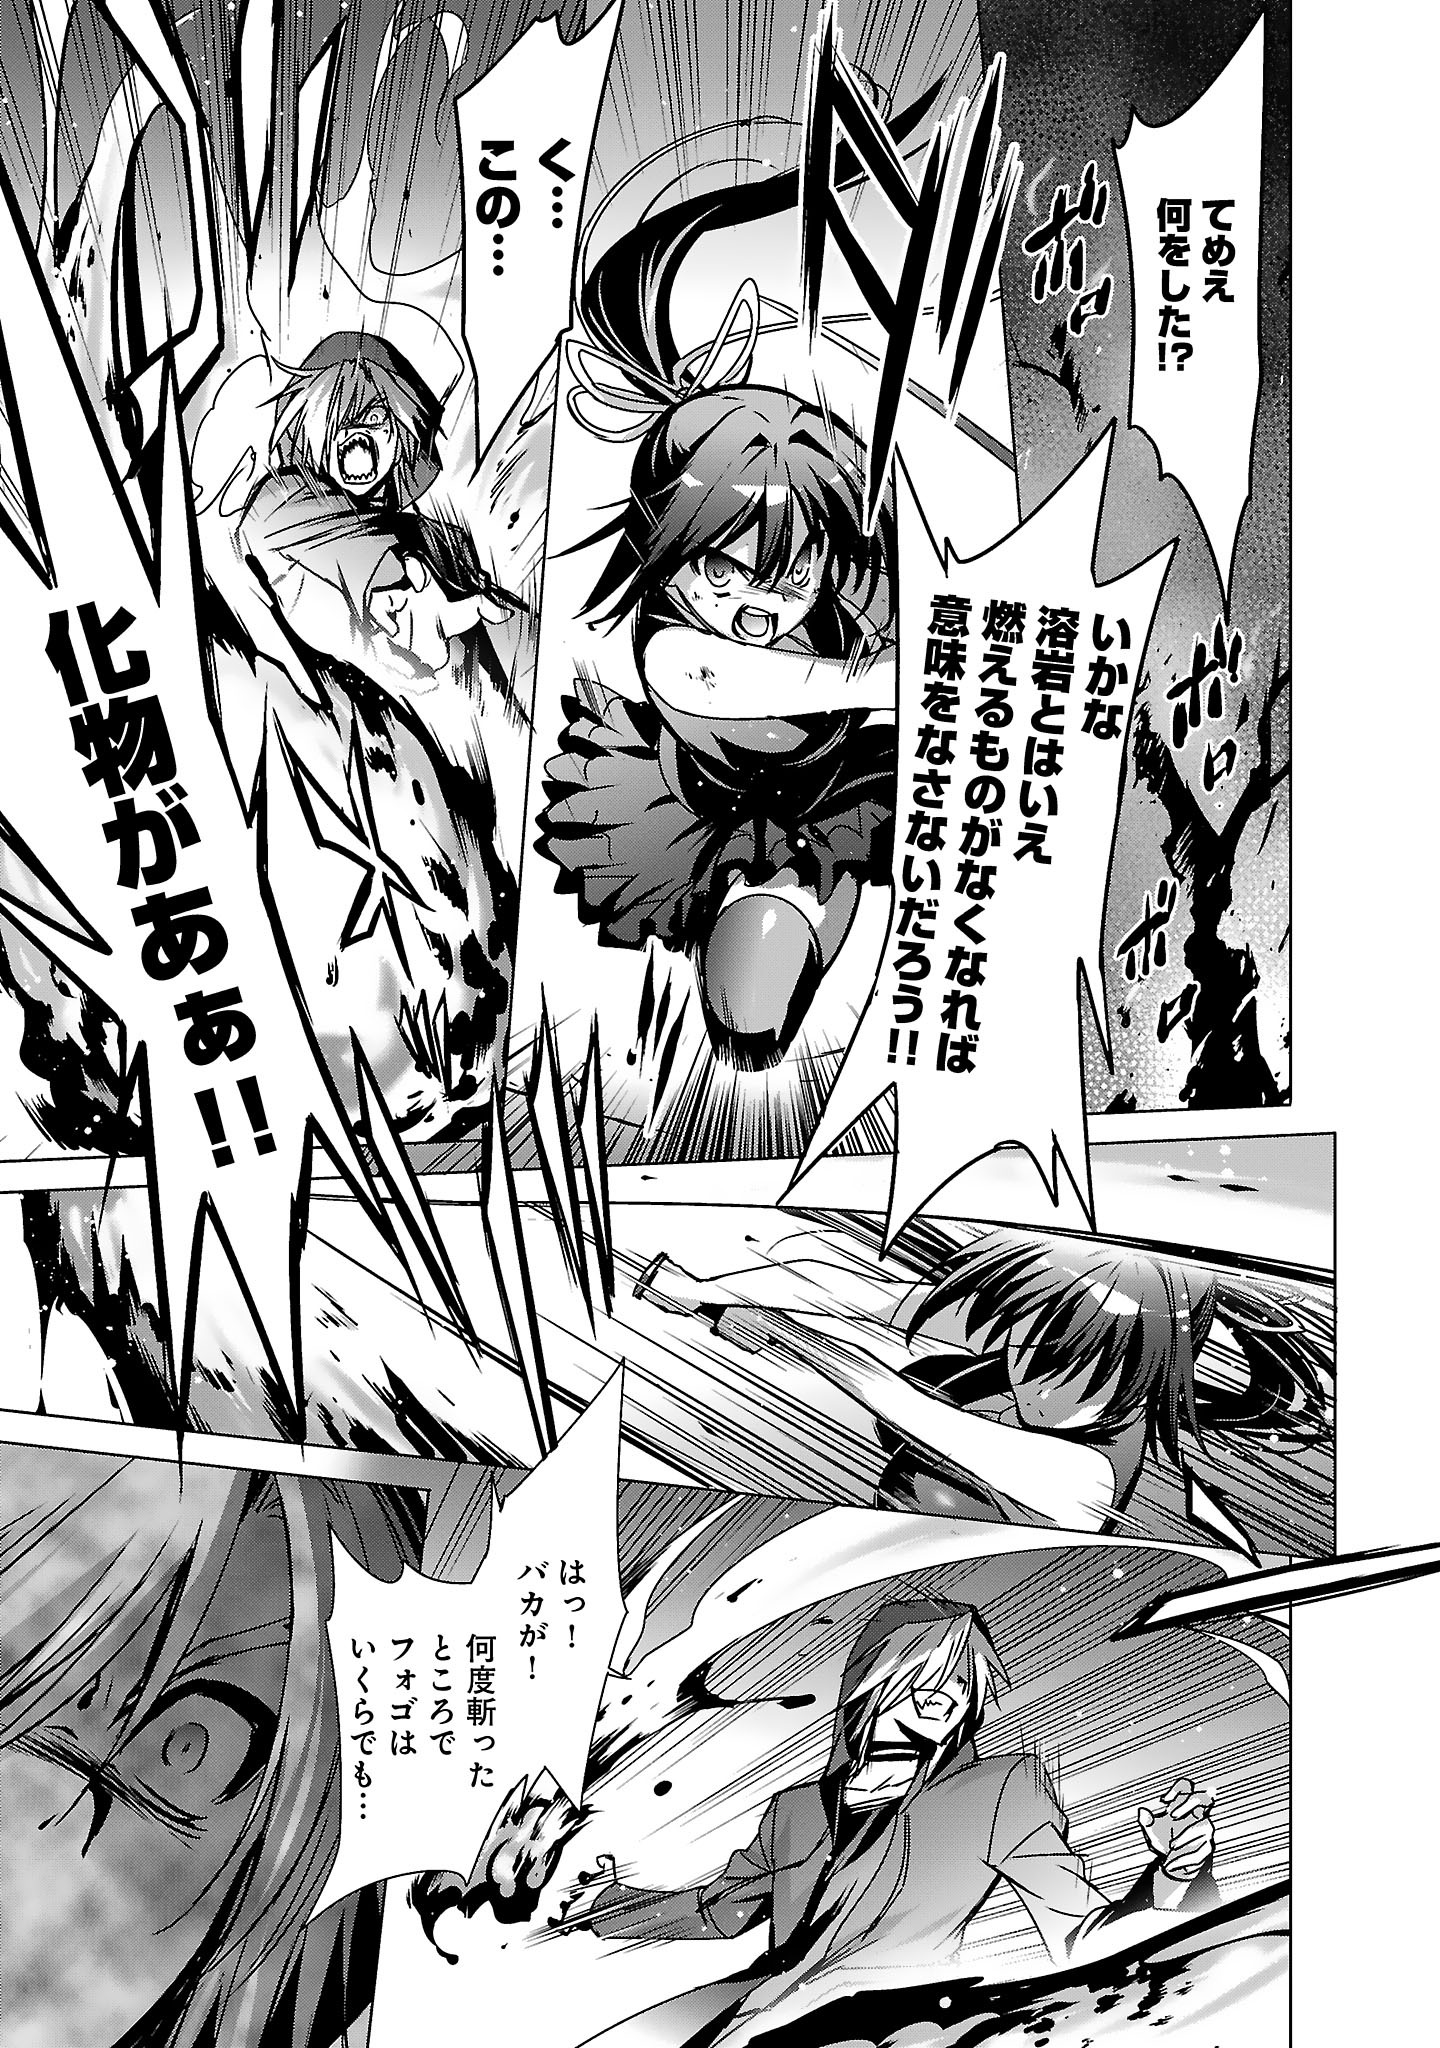 てめえ
何をした!?
ボロ
ボロ
ボロ
いかな
溶岩とはいえ
燃えるものがなくなれば
意味をなさないだろう!!
く…
この…
化物がぁぁ!!
はっ!
バカが!
何度斬った
ところで
フォゴは
いくらでも…